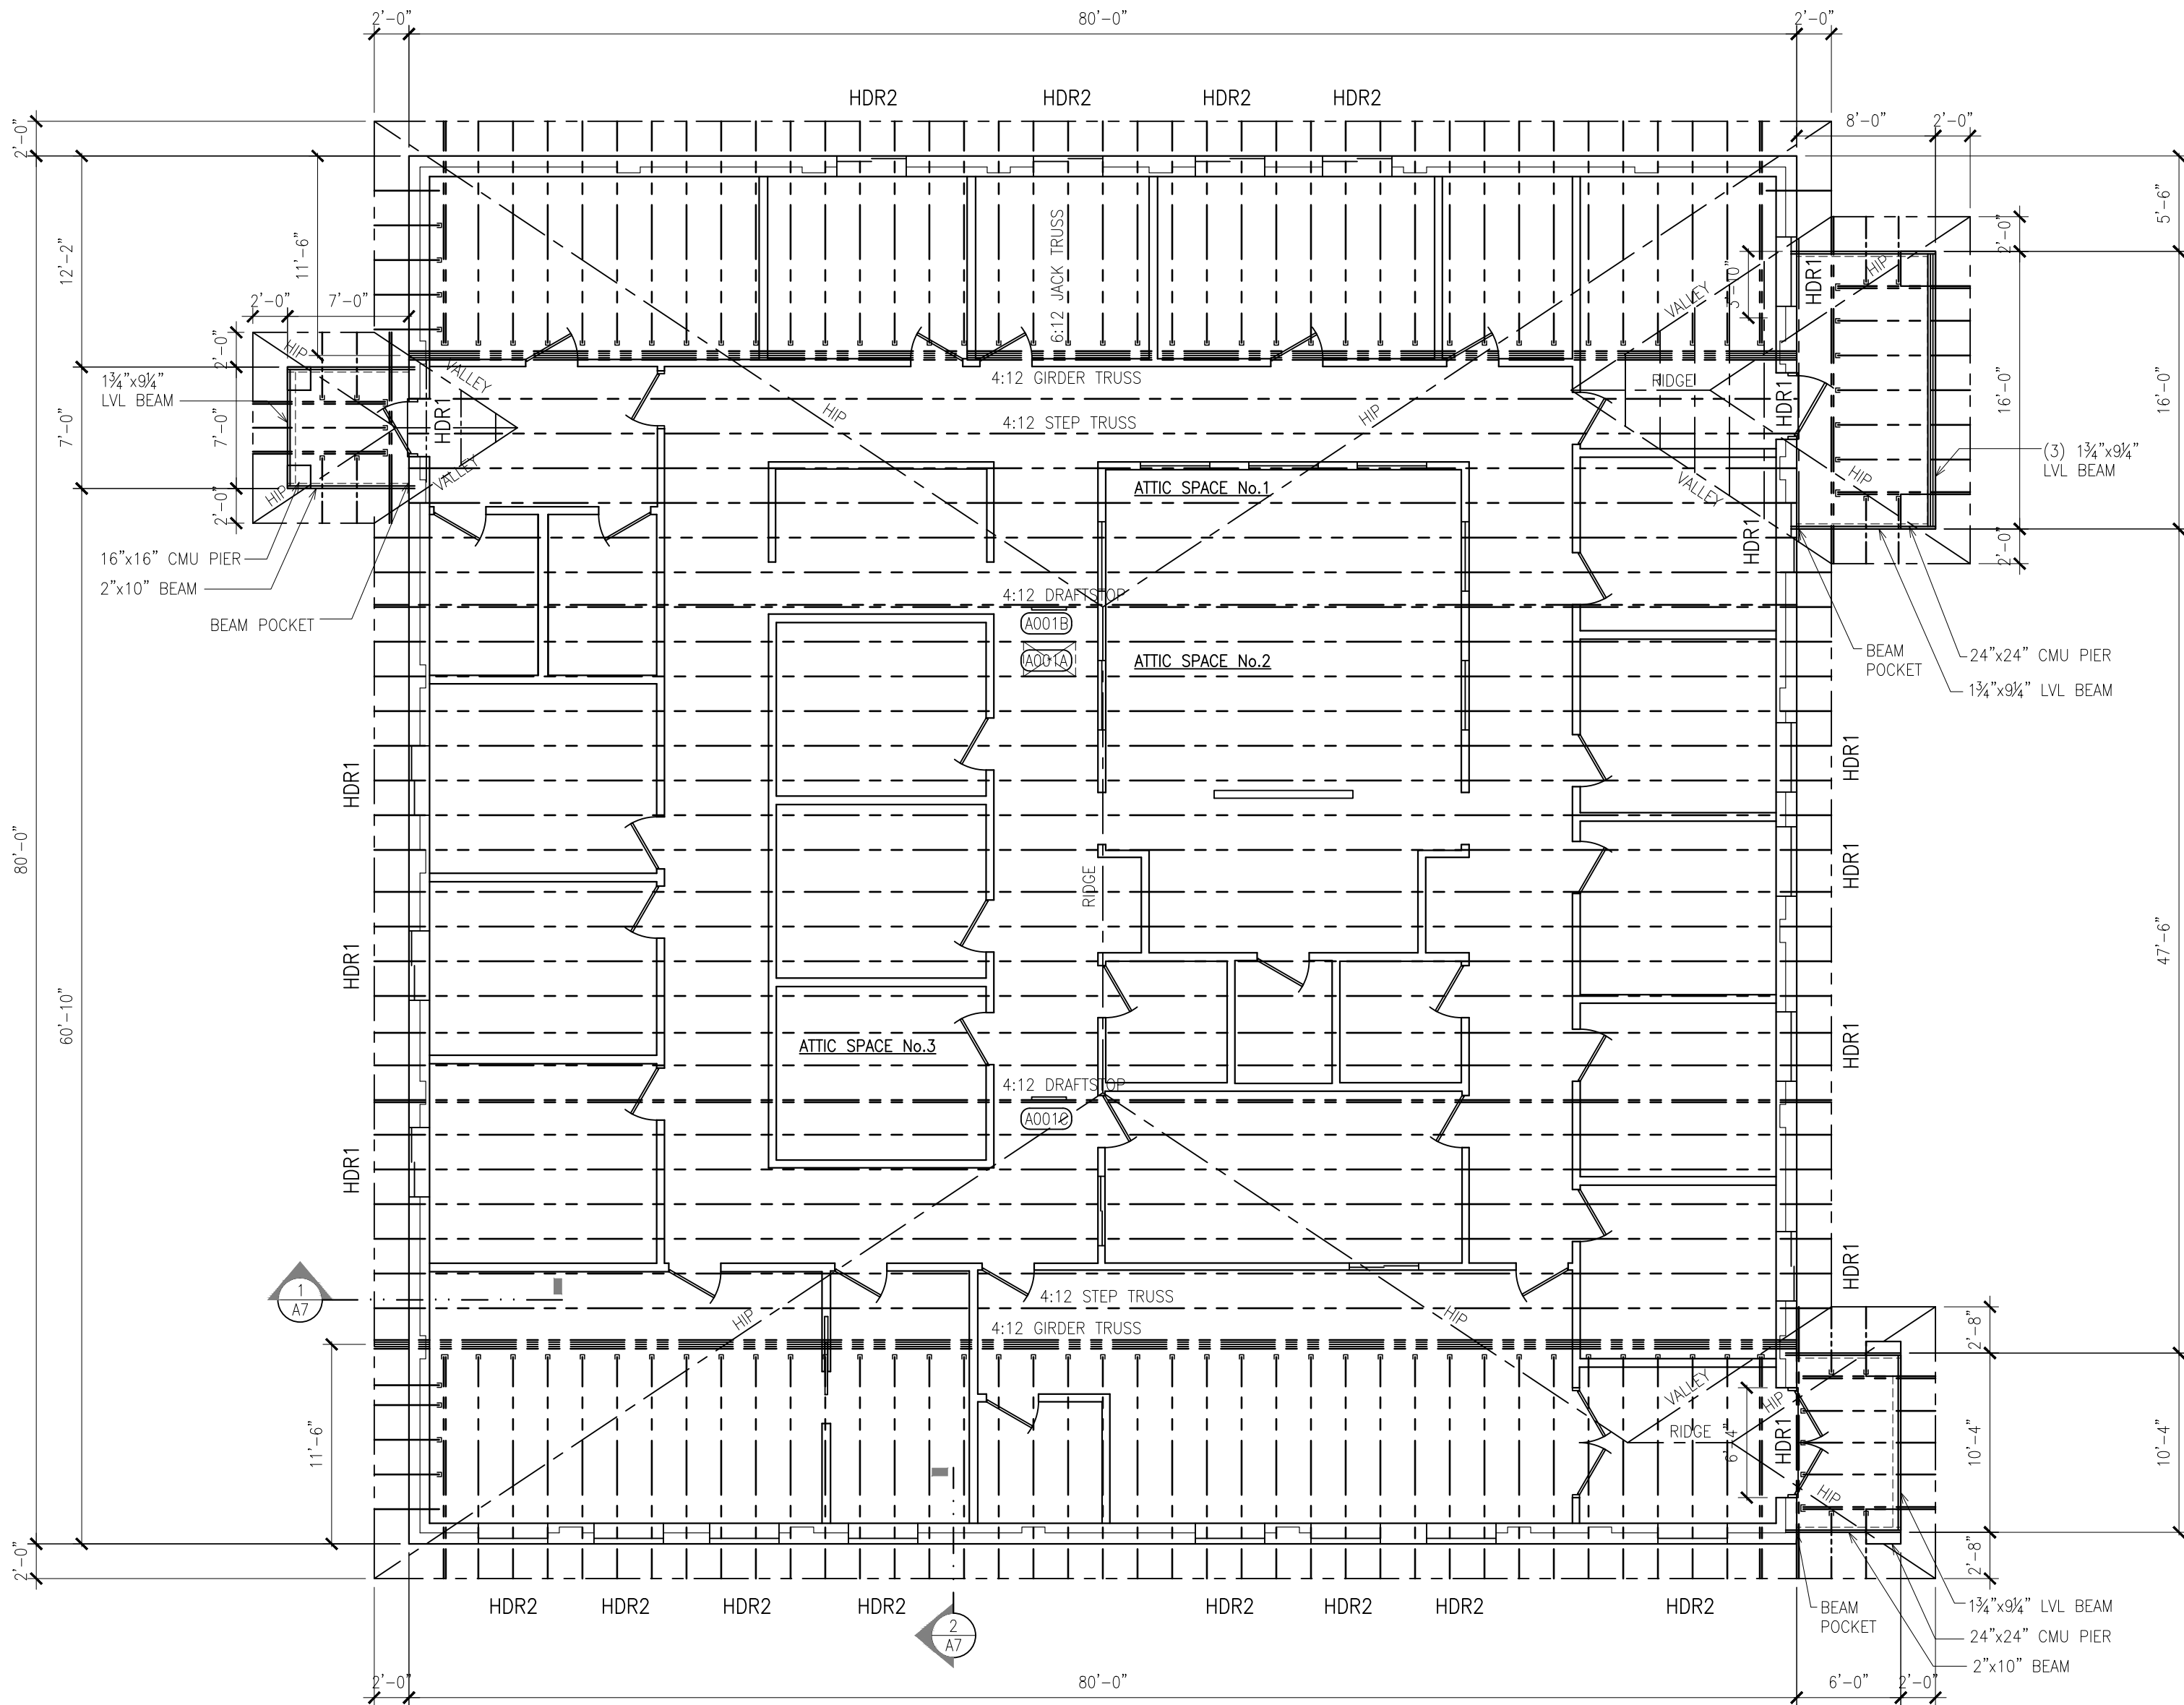 2'-0"
80'-0"
2'-0"
HDR2
HDR2
HDR2
HDR2
8'-0"
2'-0"
2'-0"
12'-2"
11'-6"
5'-6"
2'-0"
6:12 JACK TRUSS
HDR1
HIP
5'-10"
VALLEY
2'-0"
7'-0"
2'-0"
HIP
VALLEY
1¾"x9¼"
LVL BEAM
4:12 GIRDER TRUSS
RIDGE
HDR1
16'-0"
16'-0"
7'-0"
7'-0"
HDR1
HIP
HIP
4:12 STEP TRUSS
(3) 1¾"x9¼"
LVL BEAM
VALLEY
HIP
2'-0"
ATTIC SPACE No.1
VALLEY
HIP
HDR1
2'-0"
16"x16" CMU PIER
2"x10" BEAM
BEAM POCKET
4:12 DRAFTSTOP
A001B
A001A
ATTIC SPACE No.2
BEAM
POCKET
24"x24" CMU PIER
1¾"x9¼" LVL BEAM
HDR1
HDR1
80'-0"
HDR1
RIDGE
47'-6"
HDR1
60'-10"
HDR1
ATTIC SPACE No.3
4:12 DRAFTSTOP
A001C
HDR1
HDR1
1
A7
4:12 STEP TRUSS
4:12 GIRDER TRUSS
HIP
HIP
2'-8"
11'-6"
VALLEY
HIP
RIDGE
6'-4"
HDR1
10'-4"
10'-4"
HIP
2'-0"
2'-8"
HDR2
HDR2
HDR2
HDR2
HDR2
HDR2
HDR2
HDR2
BEAM
POCKET
1¾"x9¼" LVL BEAM
24"x24" CMU PIER
2"x10" BEAM
2
A7
2'-0"
80'-0"
6'-0"
2'-0"